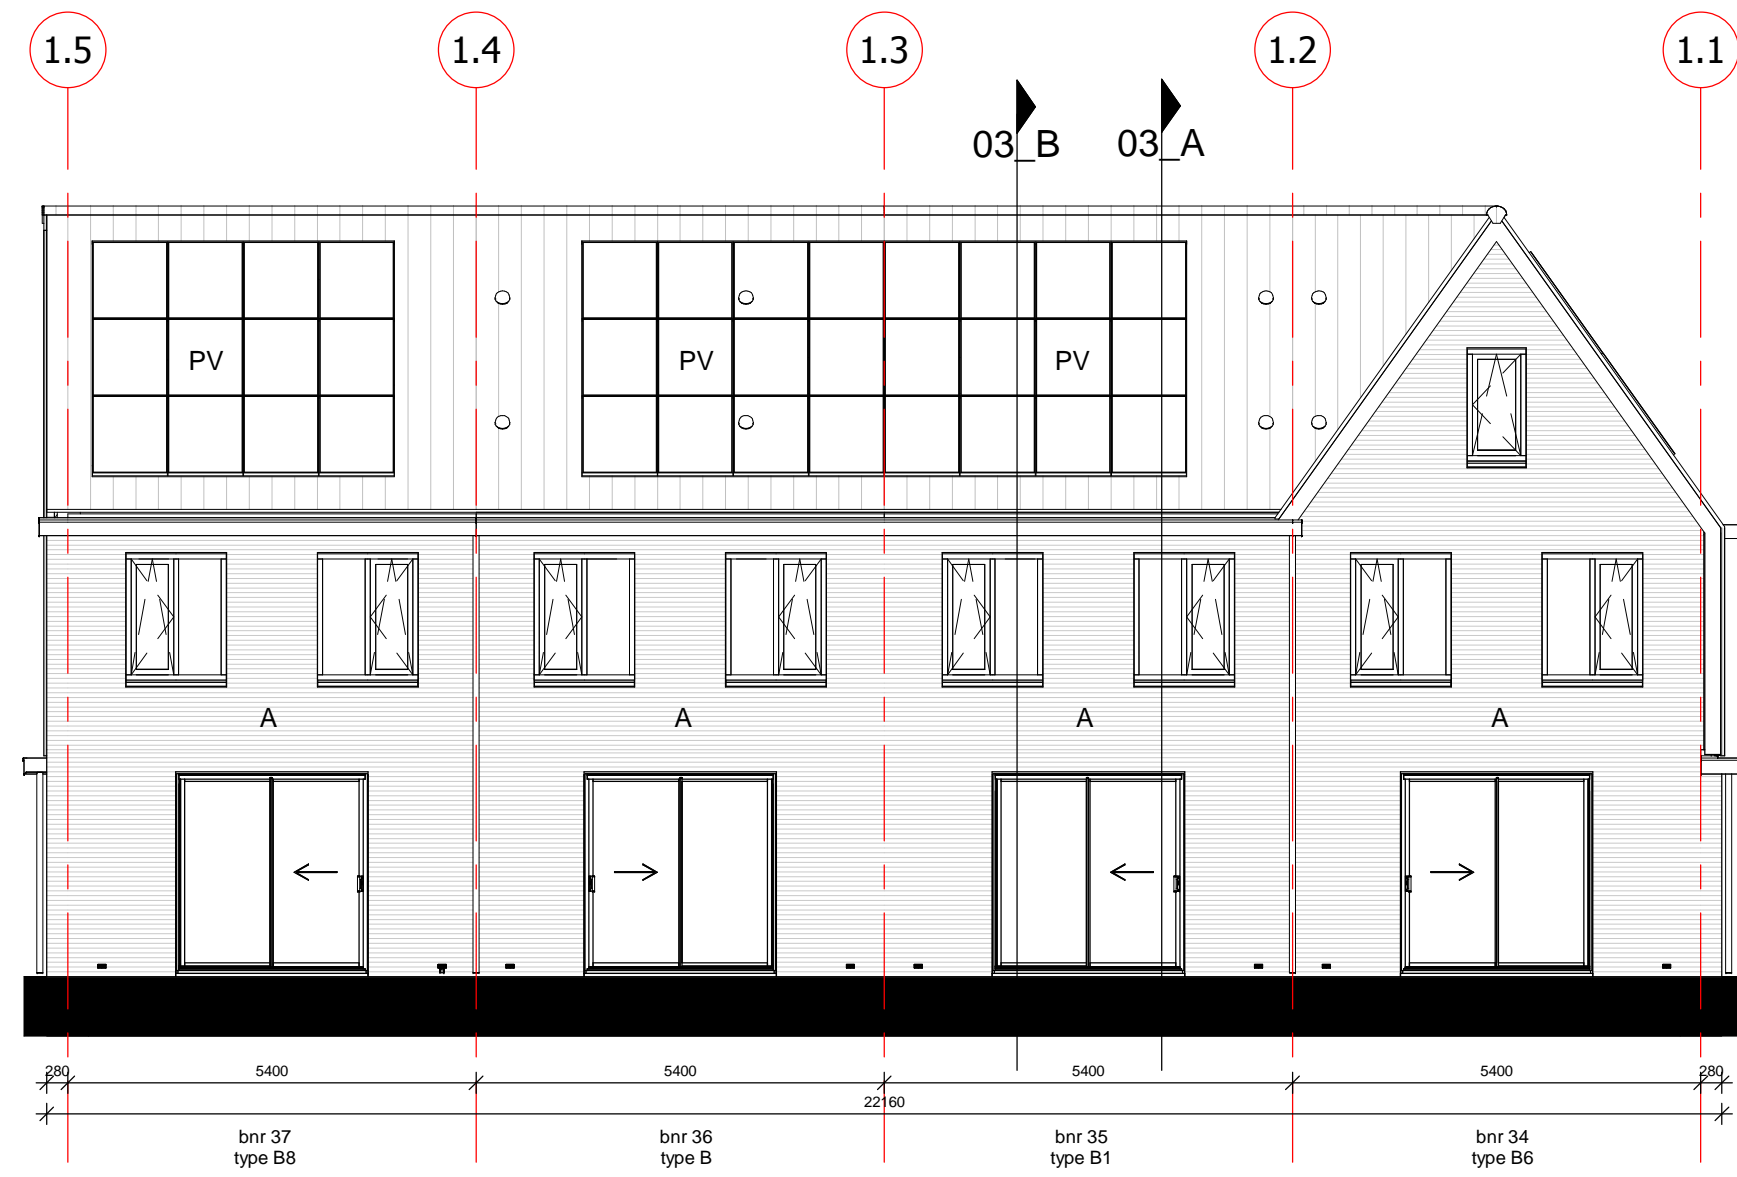 1.5
1.4
1.3
1.2
1.1
03_B
03_A
PV
PV
PV
A
A
A
A
280
5400
5400
5400
5400
280
22160
bnr 37
type B8
bnr 36
type B
bnr 35
type B1
bnr 34
type B6